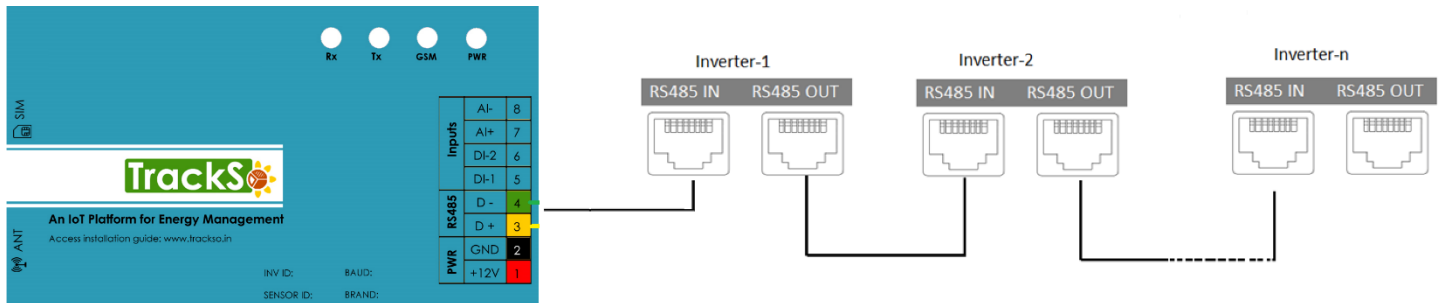 Rx Tx GSM PWR
SIM
TrackSo
An IoT Platform for Energy Management
Access installation guide: www.trackso.in
ANT
INV ID: BAUD:
SENSOR ID: BRAND:
Inputs
AI- 8
AI+ 7
DI-2 6
DI-1 5
RS485
D - 4
D + 3
PWR
GND 2
+12V 1
Inverter-1
RS485 IN RS485 OUT
Inverter-2
RS485 IN RS485 OUT
Inverter-n
RS485 IN RS485 OUT